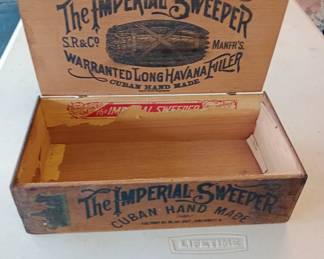 The IMPERIAL SWEEPER
S.R.& Co MANFR'S.
WARRANTED LONG HAVANA FILLER
CUBAN HAND MADE
The IMPERIAL SWEEPER
The IMPERIAL SWEEPER
CUBAN HAND MADE
LIFETIME